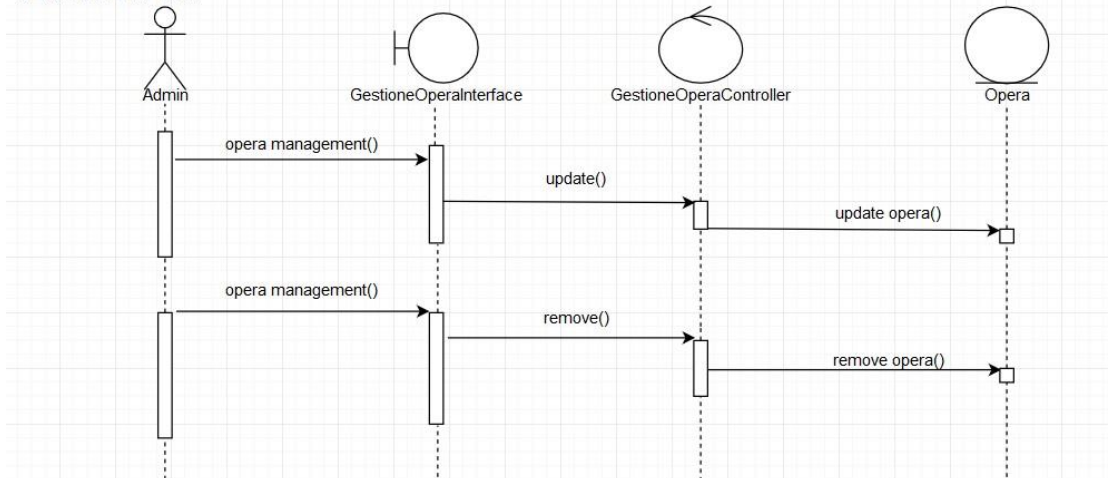 Admin
GestioneOperaInterface
GestioneOperaController
Opera
opera management()
update()
update opera()
opera management()
remove()
remove opera()